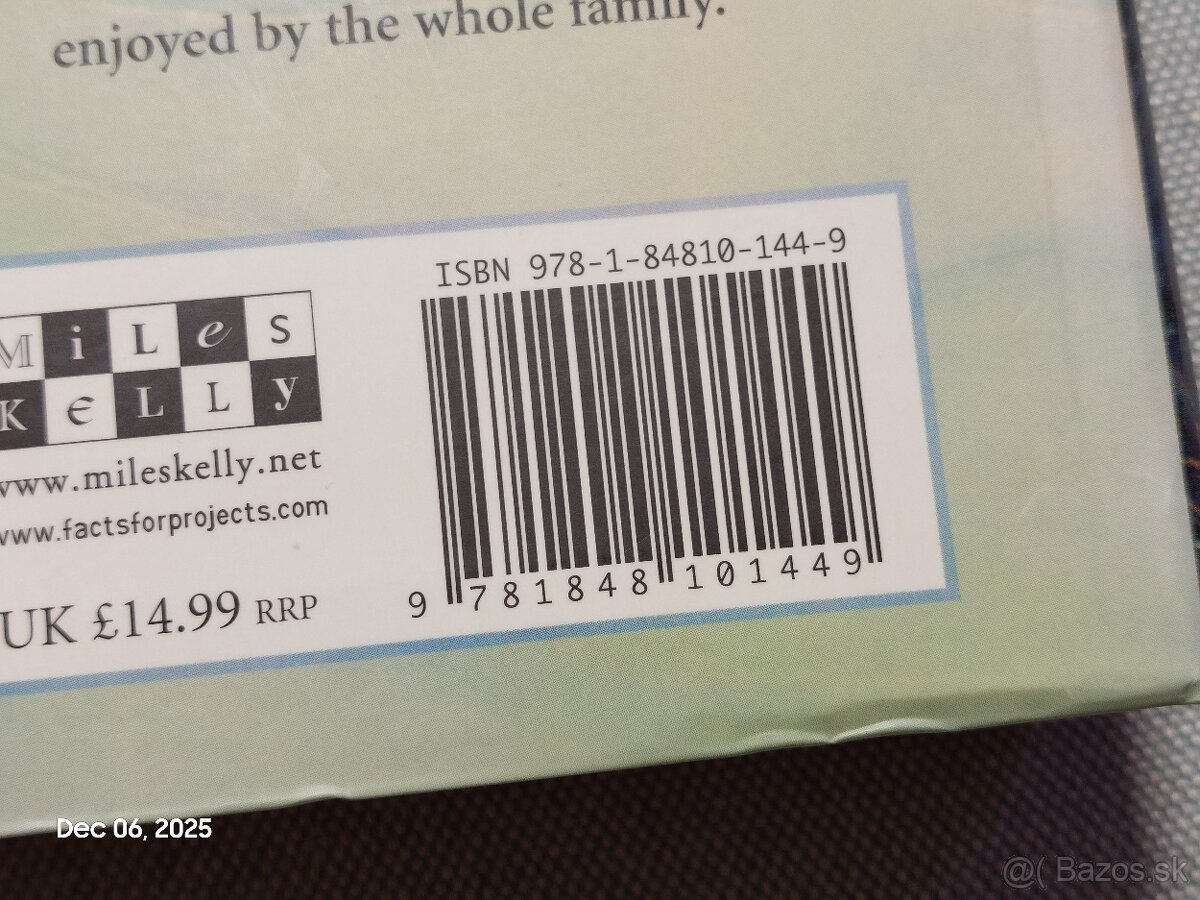 enjoyed by the whole family.
ISBN 978-1-84810-144-9
MiLeS
KeLLy
www.mileskelly.net
www.factsforprojects.com
UK £14.99 RRP
9 781848 101449
Dec 06, 2025
@( Bazos.sk